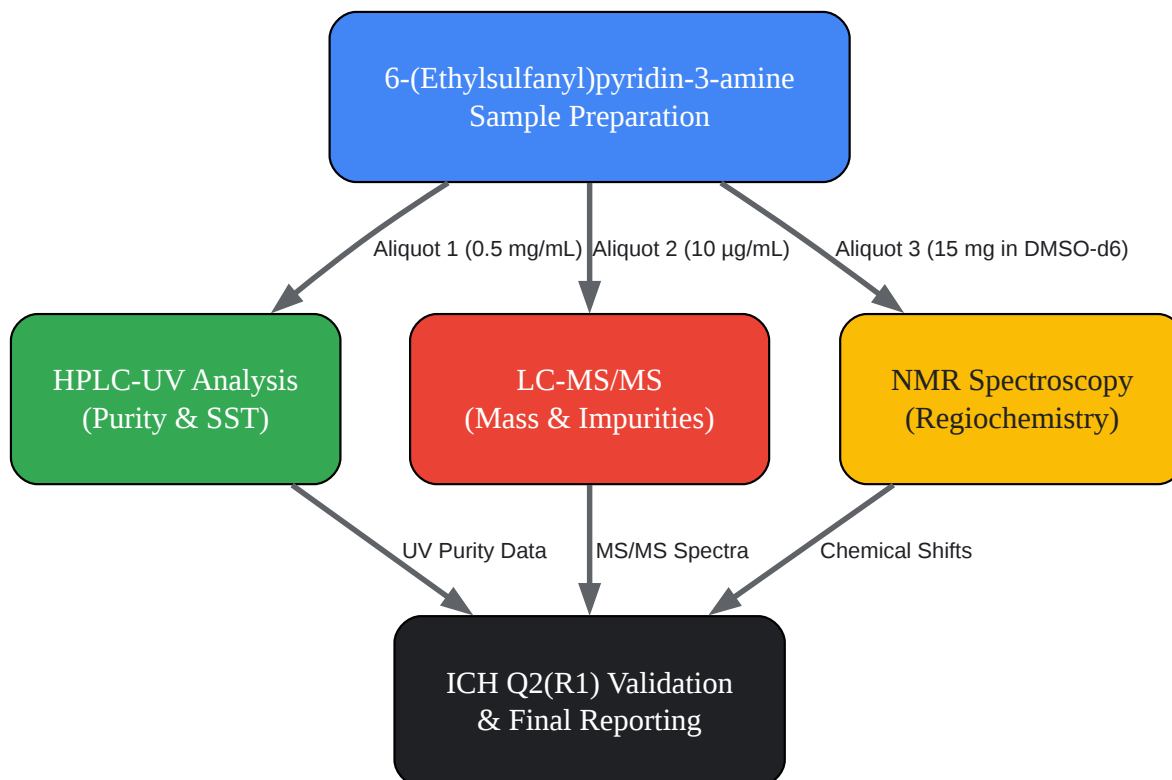 6-(Ethylsulfanyl)pyridin-3-amine
Sample Preparation
Aliquot 1 (0.5 mg/mL)
Aliquot 2 (10 µg/mL)
Aliquot 3 (15 mg in DMSO-d6)
HPLC-UV Analysis
(Purity & SST)
LC-MS/MS
(Mass & Impurities)
NMR Spectroscopy
(Regiochemistry)
UV Purity Data
MS/MS Spectra
Chemical Shifts
ICH Q2(R1) Validation
& Final Reporting